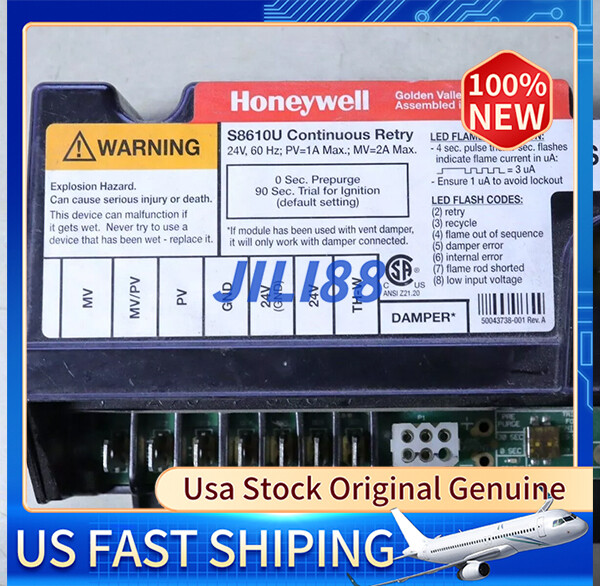 Honeywell
Golden Valle
Assembled i
100%
NEW
WARNING
Explosion Hazard.
Can cause serious injury or death.
This device can malfunction if
it gets wet. Never try to use a
device that has been wet - replace it.
S8610U Continuous Retry
24V, 60 Hz; PV=1A Max.; MV=2A Max.
0 Sec. Prepurge
90 Sec. Trial for Ignition
(default setting)
*If module has been used with vent damper,
it will only work with damper connected.
LED FLAM
- 4 sec. pulse
flashes
indicate flame current in uA:
= 3 uA
- Ensure 1 uA to avoid lockout
LED FLASH CODES:
(2) retry
(3) recycle
(4) flame out of sequence
(5) damper error
(6) internal error
(7) flame rod shorted
(8) low input voltage
MV
MV/PV
PV
GND
24V
(GND)
24V
TH-W
JILI88
C US
ANSI Z21.20
DAMPER*
50043738-001 Rev. A
P1
Usa Stock Original Genuine
US FAST SHIPING